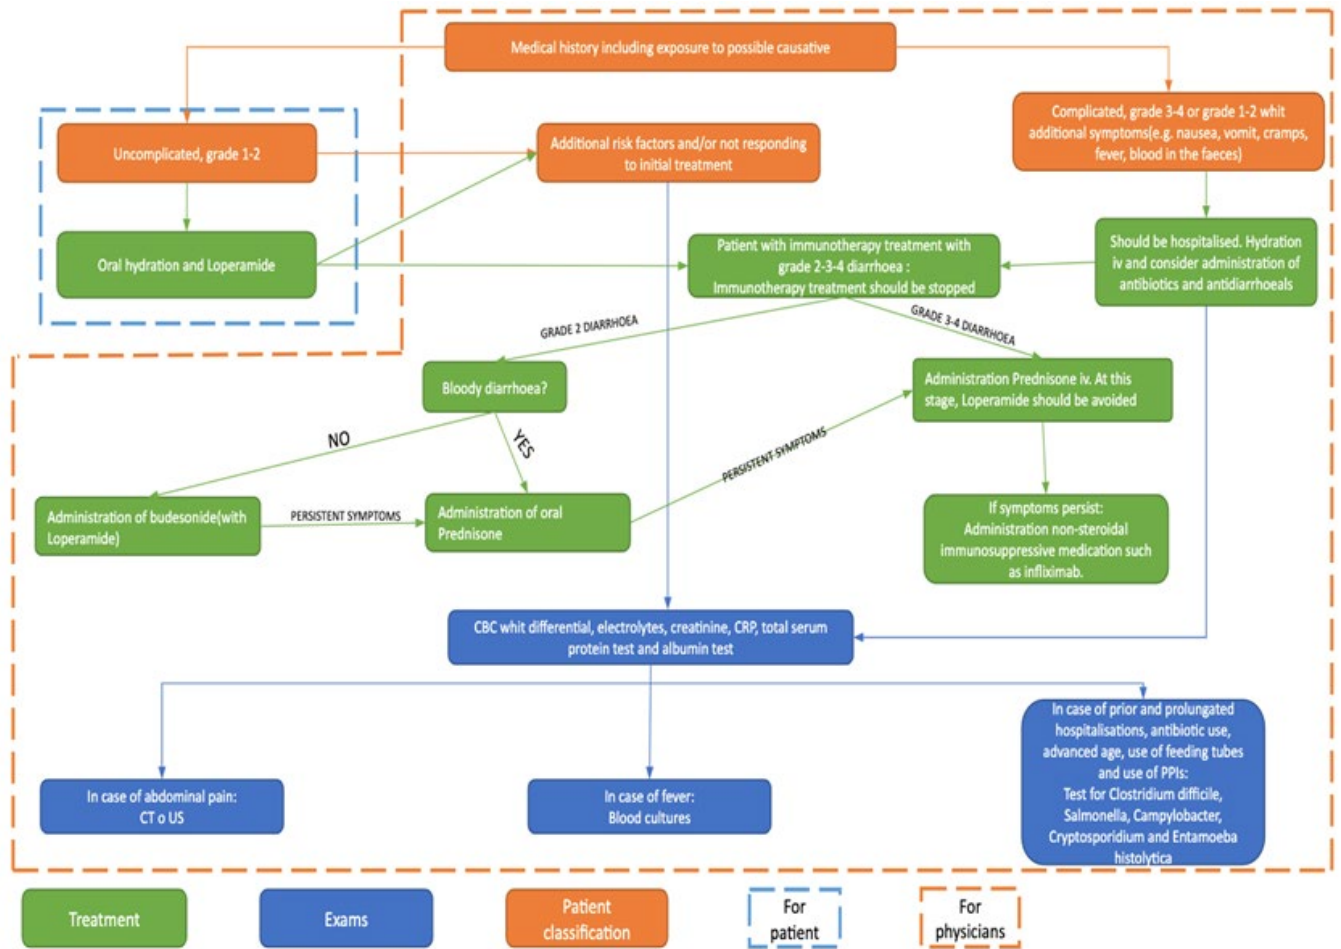 Medical history including exposure to possible causative
Uncomplicated, grade 1-2
Additional risk factors and/or not responding
to initial treatment
Complicated, grade 3-4 or grade 1-2 whit
additional symptoms(e.g. nausea, vomit, cramps,
fever, blood in the faeces)
Oral hydration and Loperamide
Patient with immunotherapy treatment with
grade 2-3-4 diarrhoea :
Immunotherapy treatment should be stopped
Should be hospitalised. Hydration
iv and consider administration of
antibiotics and antidiarrhoeals
GRADE 2 DIARRHOEA
GRADE 3-4 DIARRHOEA
Bloody diarrhoea?
Administration Prednisone iv. At this
stage, Loperamide should be avoided
NO
YES
PERSISTENT SYMPTOMS
Administration of budesonide(with
Loperamide)
PERSISTENT SYMPTOMS
Administration of oral
Prednisone
If symptoms persist:
Administration non-steroidal
immunosuppressive medication such
as infliximab.
CBC whit differential, electrolytes, creatinine, CRP, total serum
protein test and albumin test
In case of abdominal pain:
CT o US
In case of fever:
Blood cultures
In case of prior and prolungated
hospitalisations, antibiotic use,
advanced age, use of feeding tubes
and use of PPIs:
Test for Clostridium difficile,
Salmonella, Campylobacter,
Cryptosporidium and Entamoeba
histolytica
Treatment
Exams
Patient
classification
For
patient
For
physicians